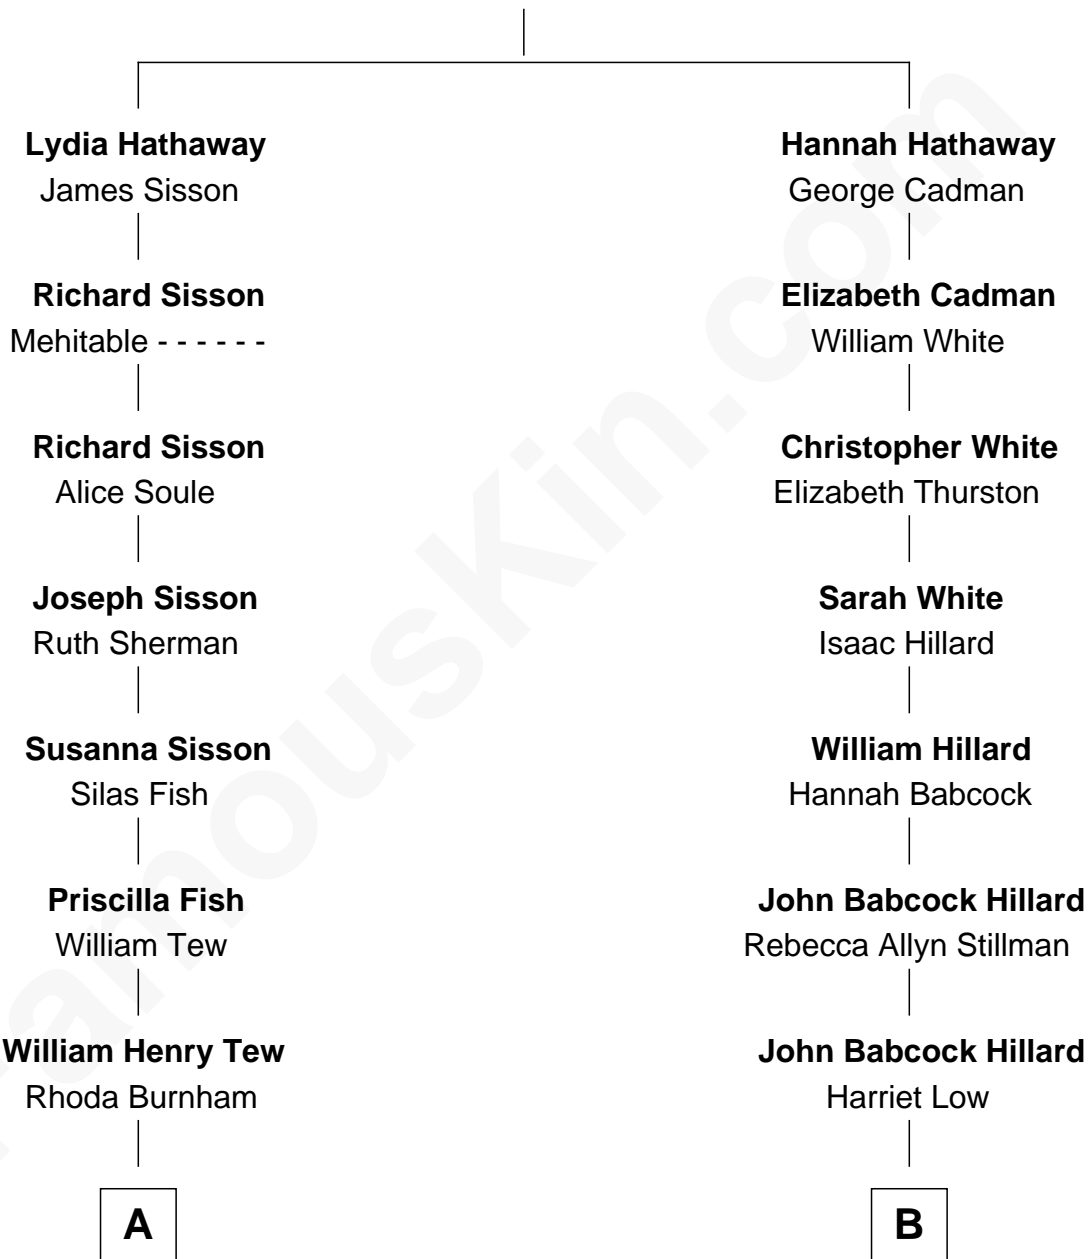 Lydia Hathaway
James Sisson
Hannah Hathaway
George Cadman
Richard Sisson
Mehitable - - - - - -
Elizabeth Cadman
William White
Richard Sisson
Alice Soule
Christopher White
Elizabeth Thurston
Joseph Sisson
Ruth Sherman
Sarah White
Isaac Hillard
Susanna Sisson
Silas Fish
William Hillard
Hannah Babcock
Priscilla Fish
William Tew
John Babcock Hillard
Rebecca Allyn Stillman
William Henry Tew
Rhoda Burnham
John Babcock Hillard
Harriet Low
A
B
FamousKin.com